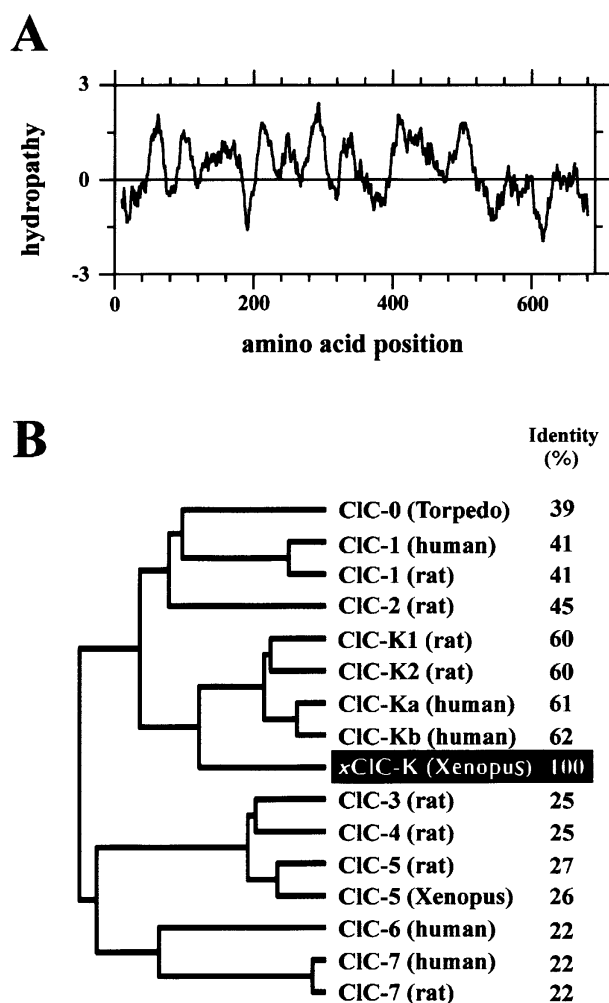 A
3
0
-3
hydropathy
0 200 400 600
amino acid position
B
Identity
(%)
ClC-0 (Torpedo) 39
ClC-1 (human) 41
ClC-1 (rat) 41
ClC-2 (rat) 45
ClC-K1 (rat) 60
ClC-K2 (rat) 60
ClC-Ka (human) 61
ClC-Kb (human) 62
xClC-K (Xenopus) 100
ClC-3 (rat) 25
ClC-4 (rat) 25
ClC-5 (rat) 27
ClC-5 (Xenopus) 26
ClC-6 (human) 22
ClC-7 (human) 22
ClC-7 (rat) 22